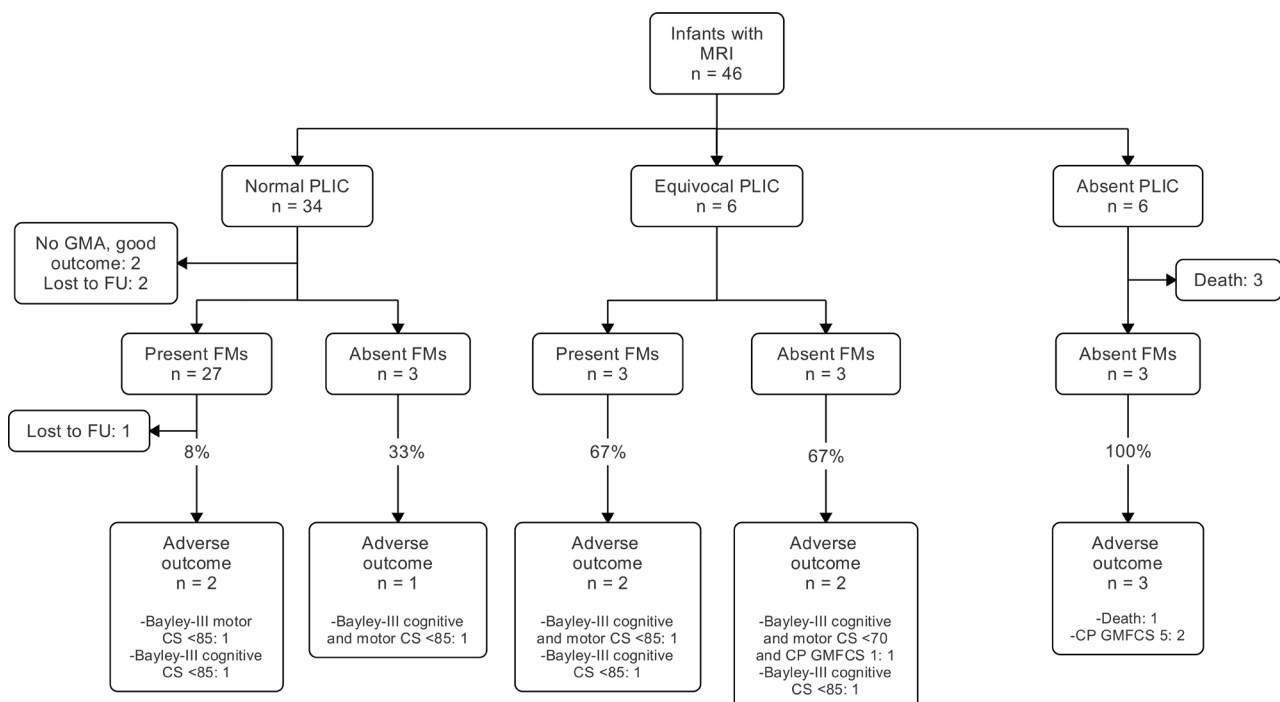 Infants with
MRI
n = 46
Normal PLIC
n = 34
Equivocal PLIC
n = 6
Absent PLIC
n = 6
No GMA, good
outcome: 2
Lost to FU: 2
Death: 3
Present FMs
n = 27
Absent FMs
n = 3
Present FMs
n = 3
Absent FMs
n = 3
Absent FMs
n = 3
Lost to FU: 1
8%
33%
67%
67%
100%
Adverse
outcome
n = 2
-Bayley-III motor
CS <85: 1
-Bayley-III cognitive
CS <85: 1
Adverse
outcome
n = 1
-Bayley-III cognitive
and motor CS <85: 1
Adverse
outcome
n = 2
-Bayley-III cognitive
and motor CS <85: 1
-Bayley-III cognitive
CS <85: 1
Adverse
outcome
n = 2
-Bayley-III cognitive
and motor CS <70
and CP GMFCS 1: 1
-Bayley-III cognitive
CS <85: 1
Adverse
outcome
n = 3
-Death: 1
-CP GMFCS 5: 2